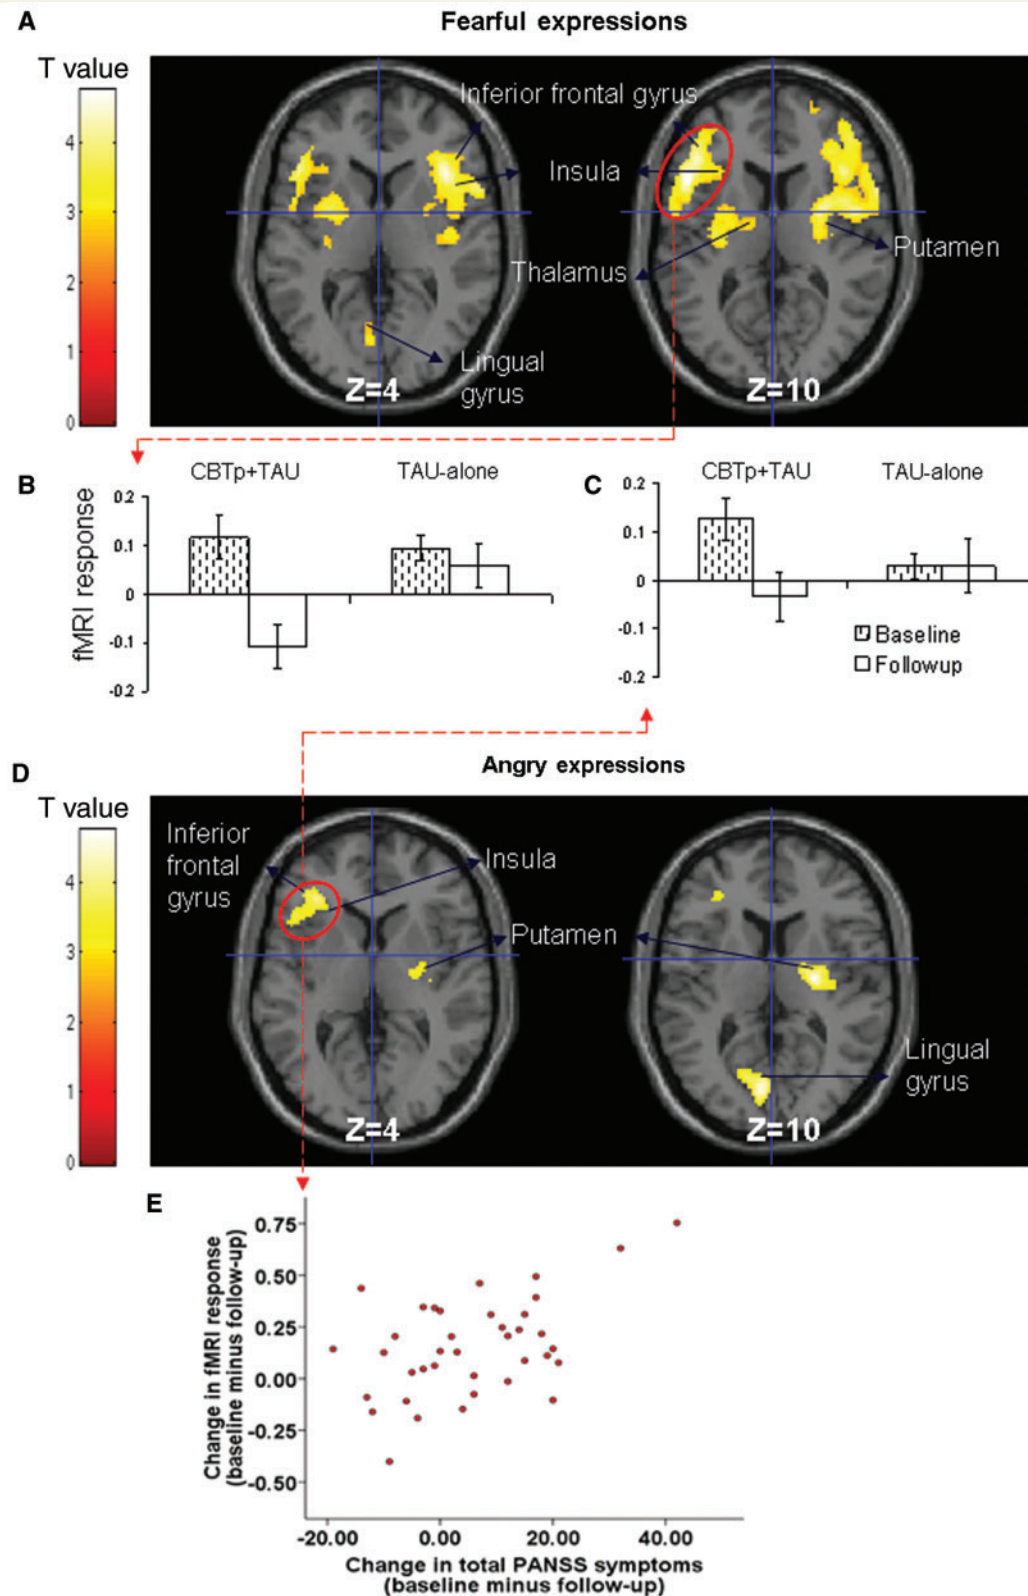 A
Fearful expressions
T value
4
3
2
1
0
Inferior frontal gyrus
Insula
Thalamus
Putamen
Lingual
gyrus
Z=4
Z=10
B
CBTp+TAU
TAU-alone
fMRI response
0.2
0.1
0
-0.1
-0.2
C
CBTp+TAU
TAU-alone
0.2
0.1
0
-0.1
-0.2
Baseline
Followup
D
Angry expressions
T value
4
3
2
1
0
Inferior
frontal
gyrus
Insula
Putamen
Lingual
gyrus
Z=4
Z=10
E
Change in fMRI response
(baseline minus follow-up)
0.75
0.50
0.25
0.00
-0.25
-0.50
-20.00
0.00
20.00
40.00
Change in total PANSS symptoms
(baseline minus follow-up)